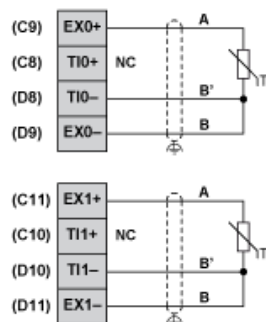 (C9) EX0+ A
(C8) TI0+ NC
T
(D8) TI0– B'
(D9) EX0– B
(C11) EX1+ A
(C10) TI1+ NC
T
(D10) TI1– B'
(D11) EX1– B